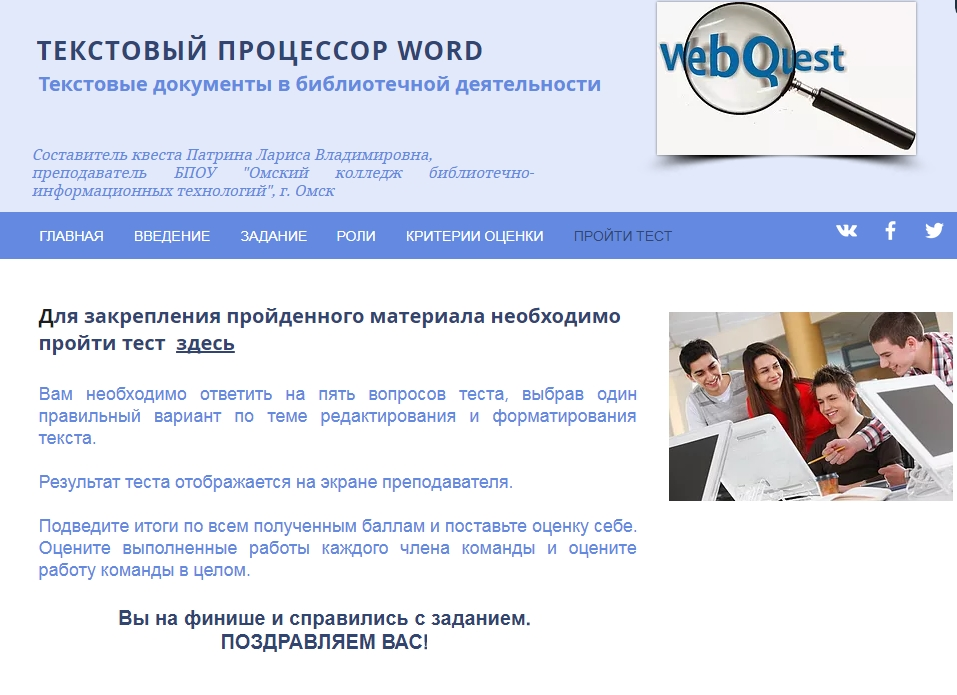 ТЕКСТОВЫЙ ПРОЦЕССОР WORD
Текстовые документы в библиотечной деятельности
WebQuest
Составитель квеста Патрина Лариса Владимировна,
преподаватель БПОУ "Омский колледж библиотечно-
информационных технологий", г. Омск
ГЛАВНАЯ ВВЕДЕНИЕ ЗАДАНИЕ РОЛИ КРИТЕРИИ ОЦЕНКИ ПРОЙТИ ТЕСТ
Для закрепления пройденного материала необходимо
пройти тест здесь
Вам необходимо ответить на пять вопросов теста, выбрав один
правильный вариант по теме редактирования и форматирования
текста.
Результат теста отображается на экране преподавателя.
Подведите итоги по всем полученным баллам и поставьте оценку себе.
Оцените выполненные работы каждого члена команды и оцените
работу команды в целом.
Вы на финише и справились с заданием.
ПОЗДРАВЛЯЕМ ВАС!